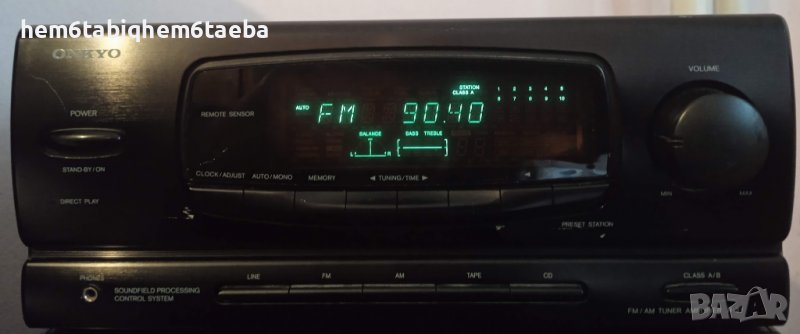 hem6tabiqhem6taeba
ONKYO
VOLUME
STATION
CLASS A
1 2 3 4 5
6 7 8 9 10
AUTO FM 90.40
POWER
REMOTE SENSOR
BALANCE BASS TREBLE
L R
STAND-BY/ON
CLOCK/ADJUST AUTO/MONO MEMORY ◄ TUNING/TIME ► ◄
MIN MAX
DIRECT PLAY
PRESET STATION
PHONES
SOUNDFIELD PROCESSING
CONTROL SYSTEM
LINE FM AM TAPE CD CLASS A/B
FM/AM TUNER
BAZAR